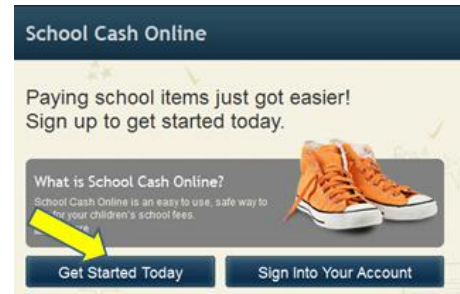 School Cash Online
Paying school items just got easier!
Sign up to get started today.
What is School Cash Online?
School Cash Online is an easy to use, safe way to
for your children's school fees.
Get Started Today
Sign Into Your Account